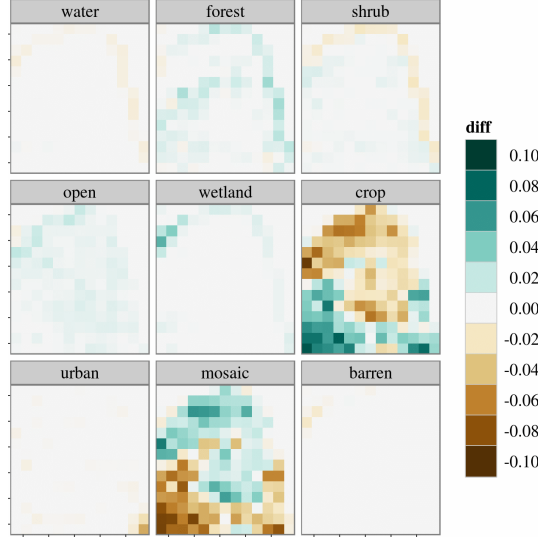 water forest shrub
open wetland crop
urban mosaic barren
diff
0.10
0.08
0.06
0.04
0.02
0.00
-0.02
-0.04
-0.06
-0.08
-0.10